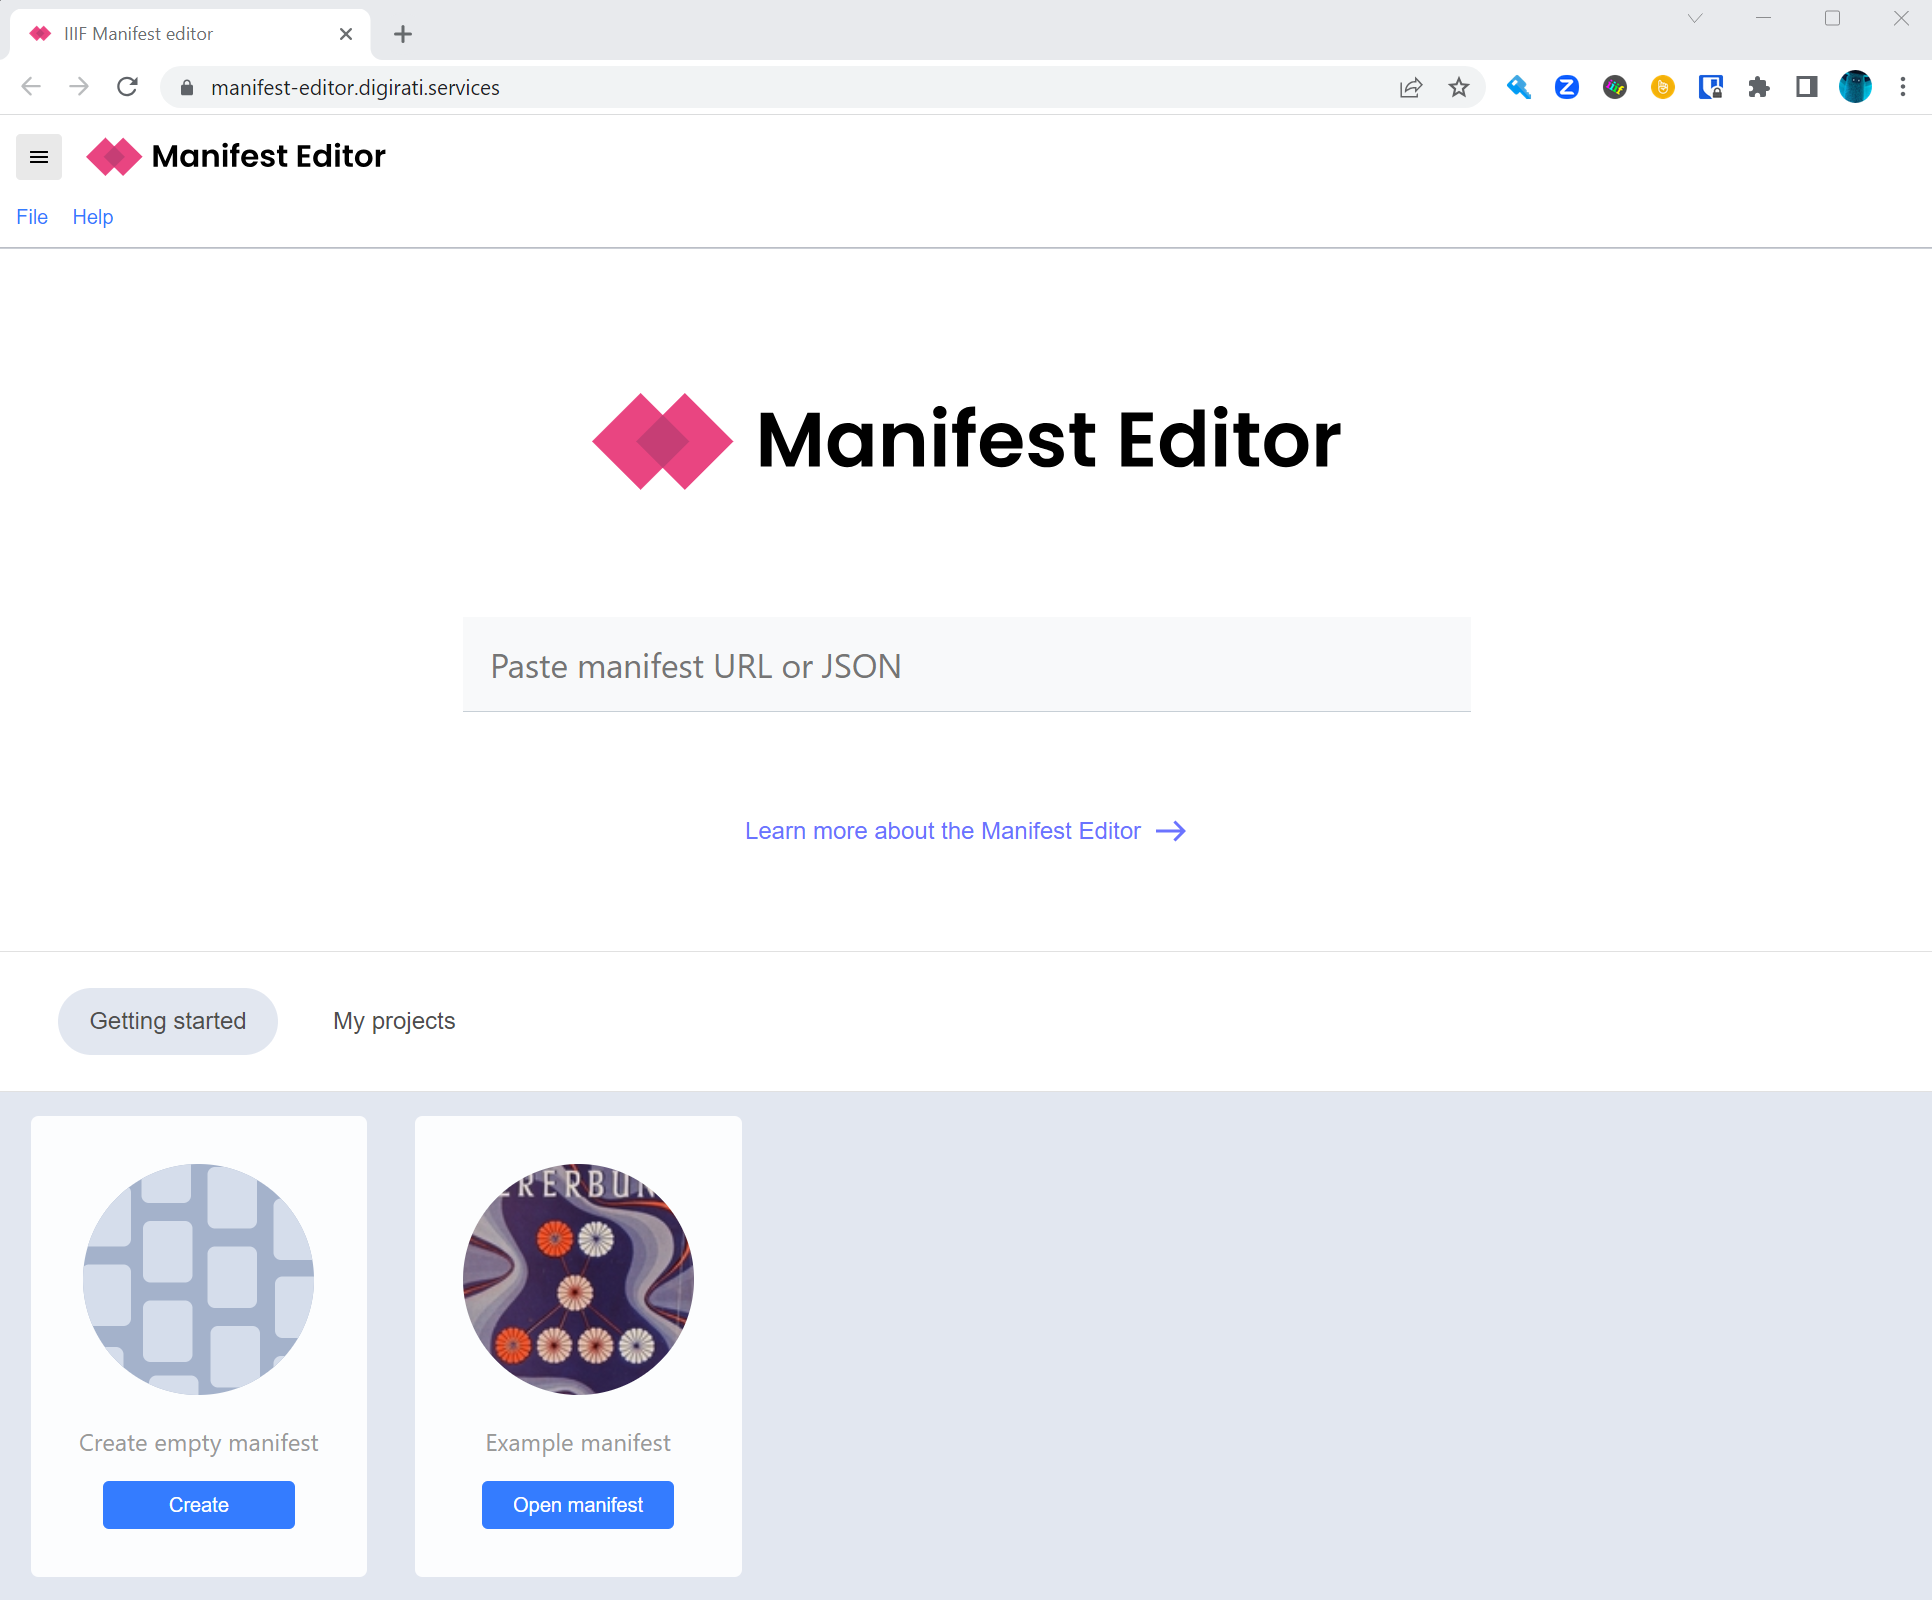 IIIF Manifest editor
manifest-editor.digirati.services
Manifest Editor
File Help
Manifest Editor
Paste manifest URL or JSON
Learn more about the Manifest Editor
Getting started My projects
Create empty manifest
Create
Example manifest
Open manifest